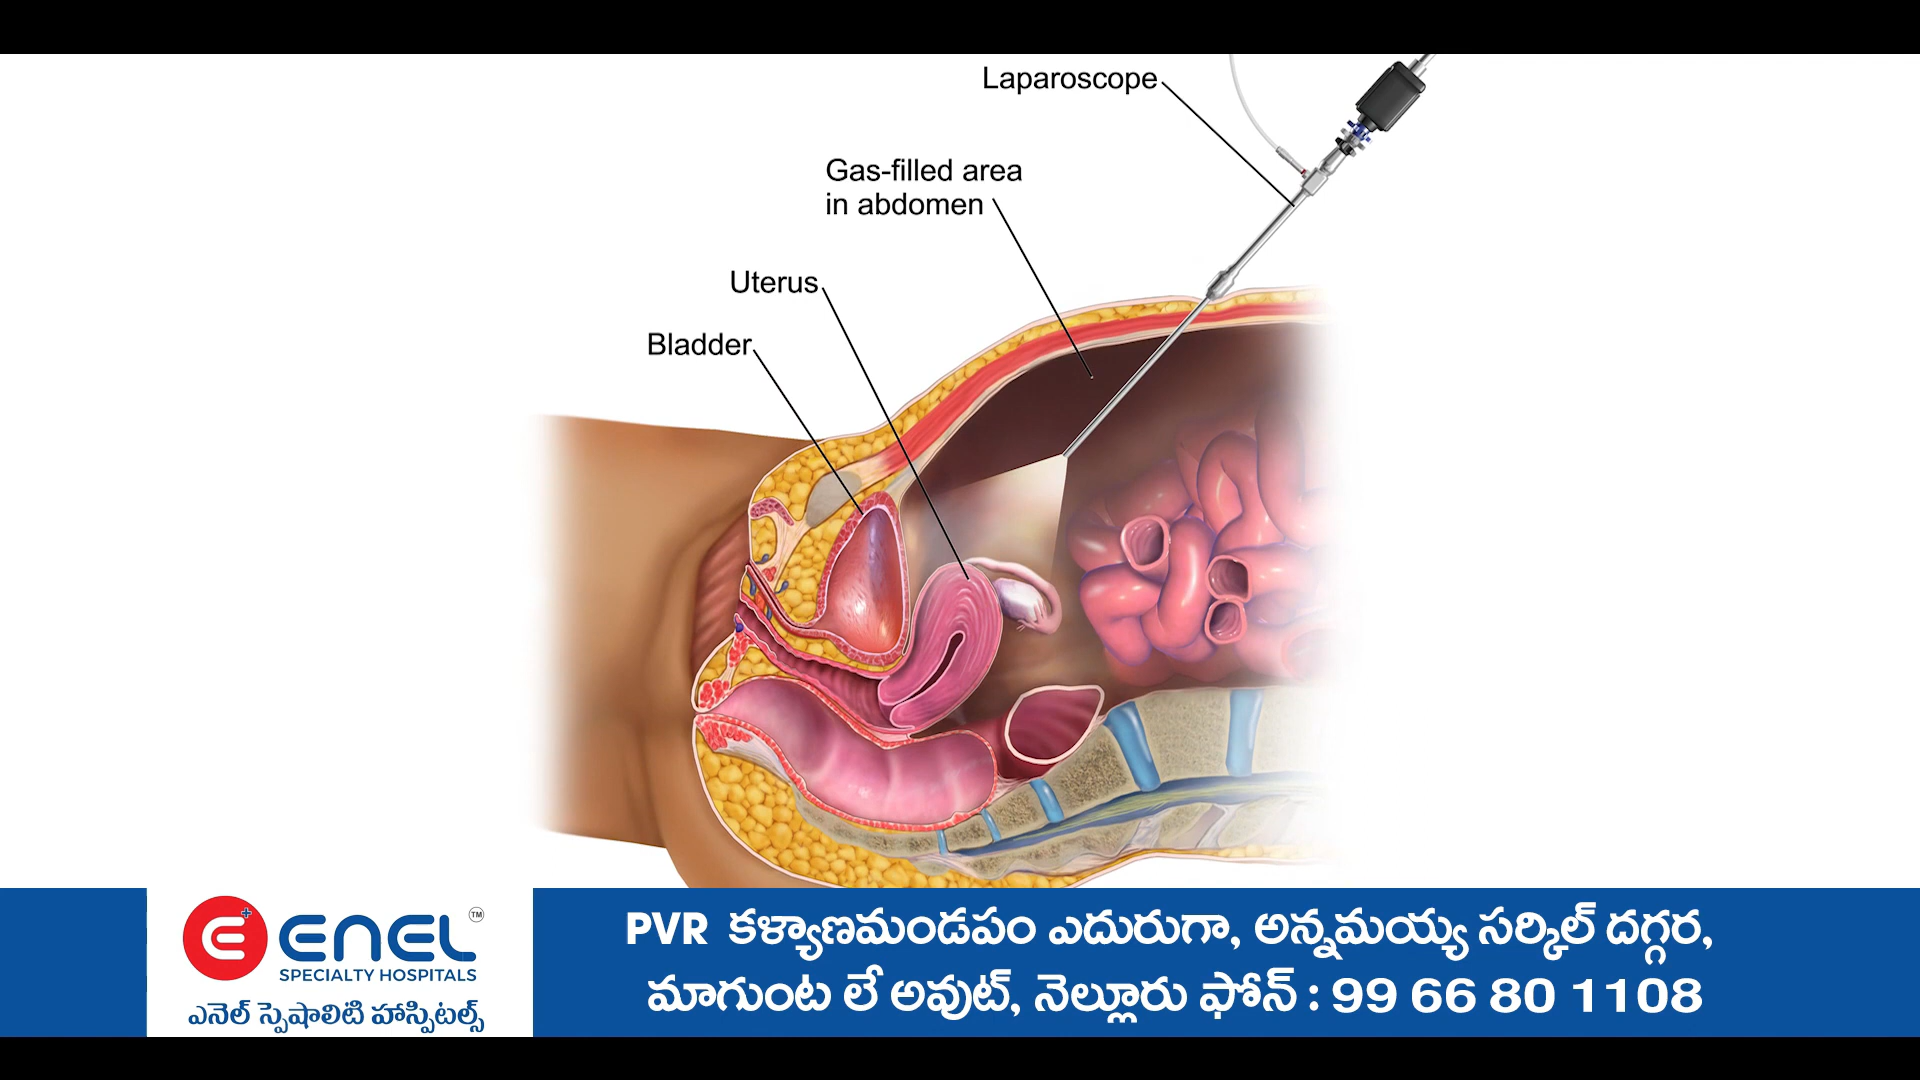 Laparoscope
Gas-filled area
in abdomen
Uterus
Bladder
ENEL TM
SPECIALTY HOSPITALS
ఎనెల్ స్పెషాలిటి హాస్పిటల్స్
PVR కళ్యాణమండపం ఎదురుగా, అన్నమయ్య సర్కిల్ దగ్గర,
మాగుంట లే అవుట్, నెల్లూరు ఫోన్ : 99 66 80 1108